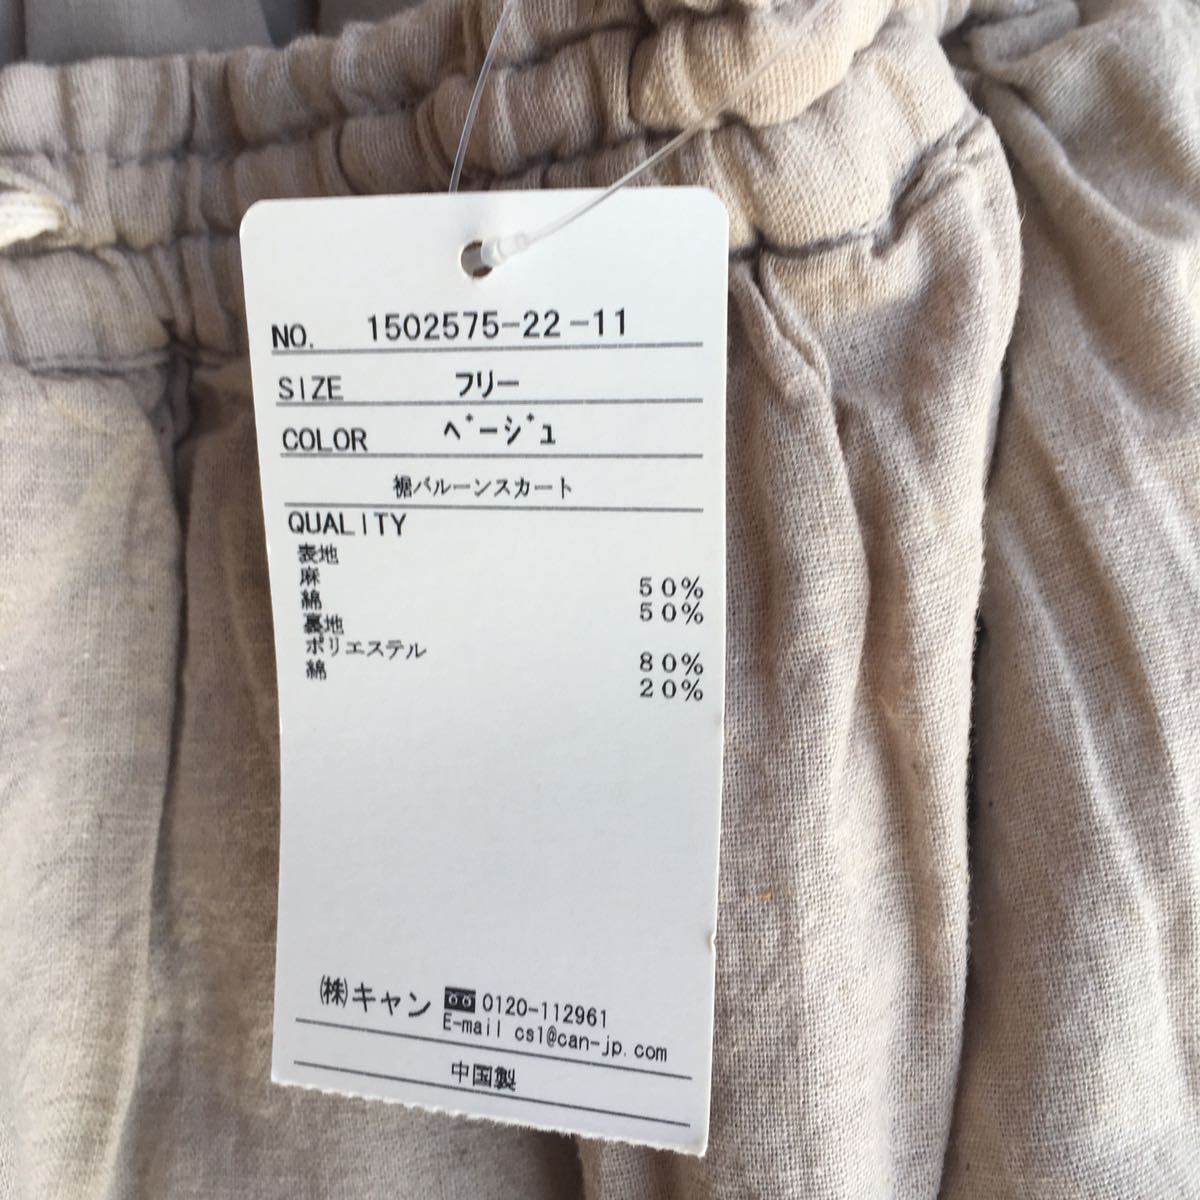 NO. 1502575-22-11
SIZE フリー
COLOR ベージュ
裾バルーンスカート
QUALITY
表地
麻 50%
綿 50%
裏地
ポリエステル 80%
綿 20%
㈱キャン 0120-112961
E-mail cs1@can-jp.com
中国製